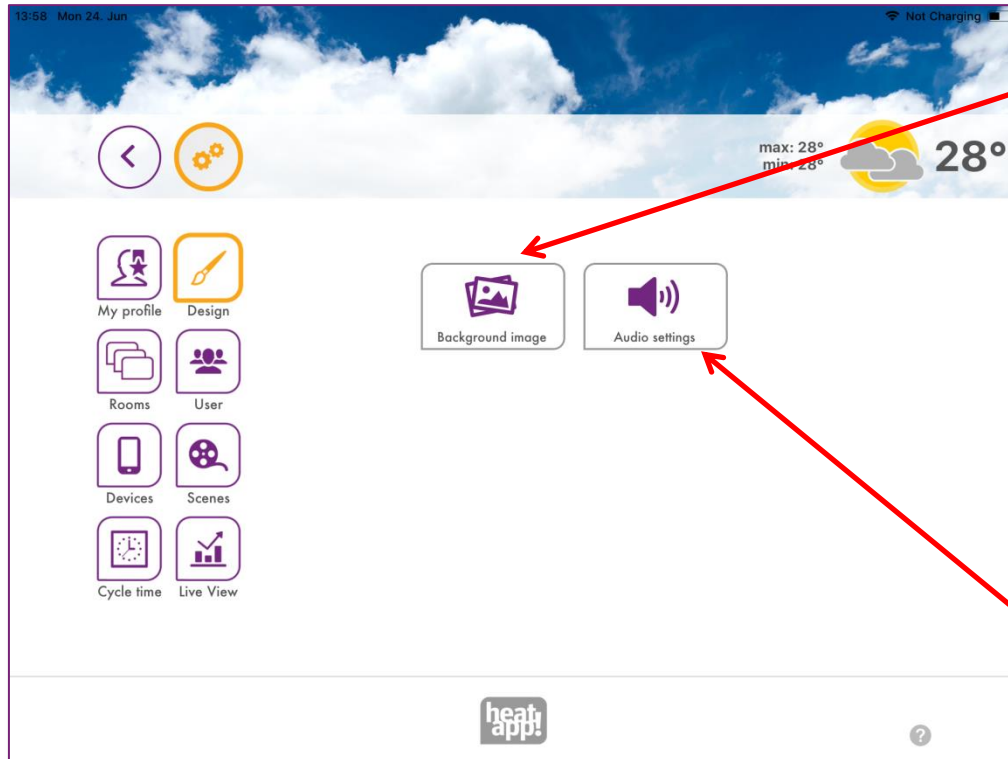 13:58 Mon 24. Jun
Not Charging
max: 28°
min: 28°
28°
My profile
Design
Background image
Audio settings
Rooms
User
Devices
Scenes
Cycle time
Live View
heat
app!
?